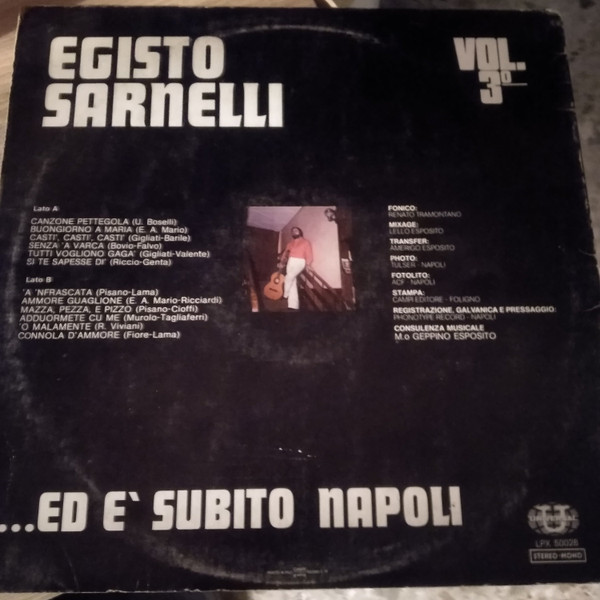 EGISTO
SARNELLI
VOL.
3°
Lato A
CANZONE PETTEGOLA (U. Boselli)
BUONGIORNO A MARIA (E. A. Mario)
CASTI', CASTI', CASTI' (Gigliati-Barile)
SENZA 'A VARCA (Bovio-Falvo)
TUTTI VOGLIONO GAGA' (Gigliati-Valente)
SI TE SAPESSE DI' (Riccio-Genta)
Lato B
'A 'NFRASCATA (Pisano-Lama)
AMMORE GUAGLIONE (E. A. Mario-Ricciardi)
MAZZA, PEZZA, E PIZZO (Pisano-Cioffi)
ADDUORMETE CU ME (Murolo-Tagliaferri)
'O MALAMENTE (R. Viviani)
CONNOLA D'AMMORE (Fiore-Lama)
FONICO:
RENATO TRAMONTANO
MIXAGE:
LELLO ESPOSITO
TRANSFER:
AMERIGO ESPOSITO
PHOTO:
TULSER - NAPOLI
FOTOLITO:
ACF - NAPOLI
STAMPA:
CAMPI EDITORE - FOLIGNO
REGISTRAZIONE, GALVANICA E PRESSAGGIO:
PHONOTYPE RECORD - NAPOLI
CONSULENZA MUSICALE
M.o GEPPINO ESPOSITO
...ED E` SUBITO NAPOLI
UNIVERSAL
LPX 50028
STEREO-MONO